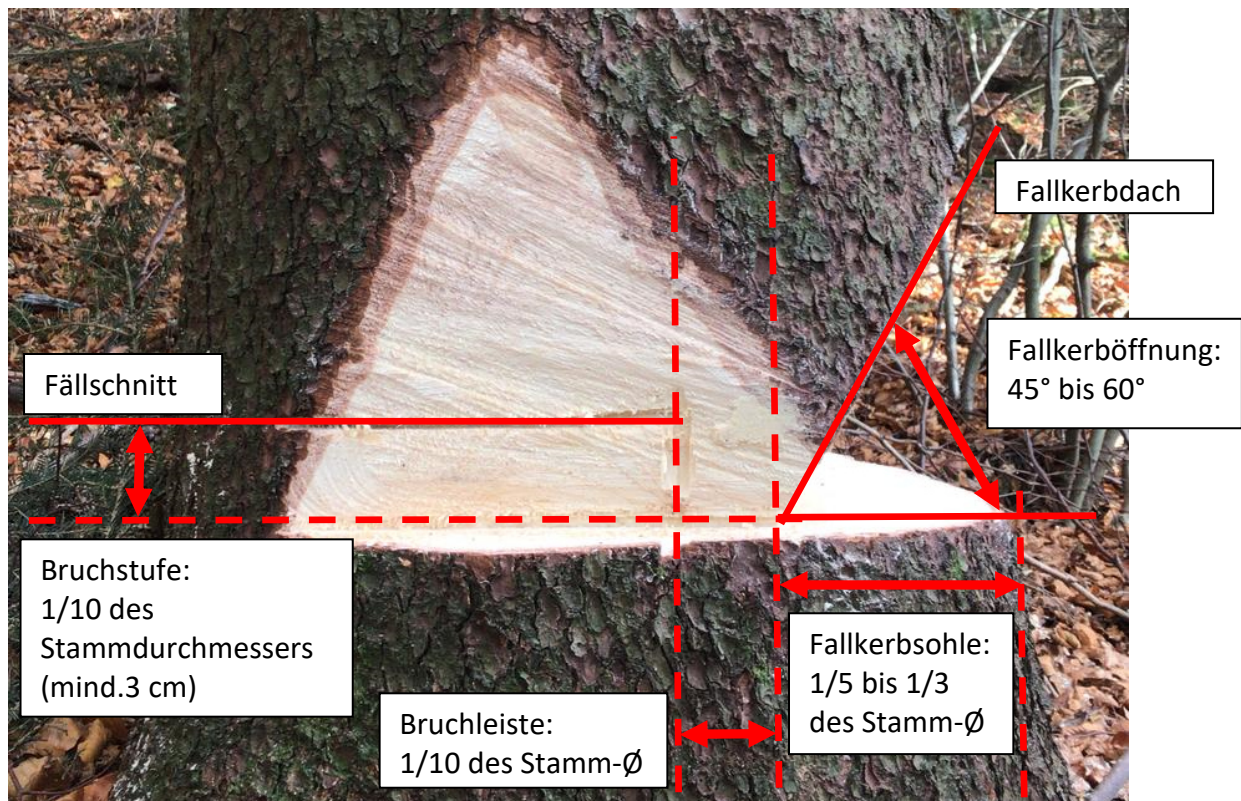 Fallkerbdach
Fallkerböffnung:
45° bis 60°
Fällschnitt
Bruchstufe:
1/10 des
Stammdurchmessers
(mind.3 cm)
Fallkerbsohle:
1/5 bis 1/3
des Stamm-Ø
Bruchleiste:
1/10 des Stamm-Ø